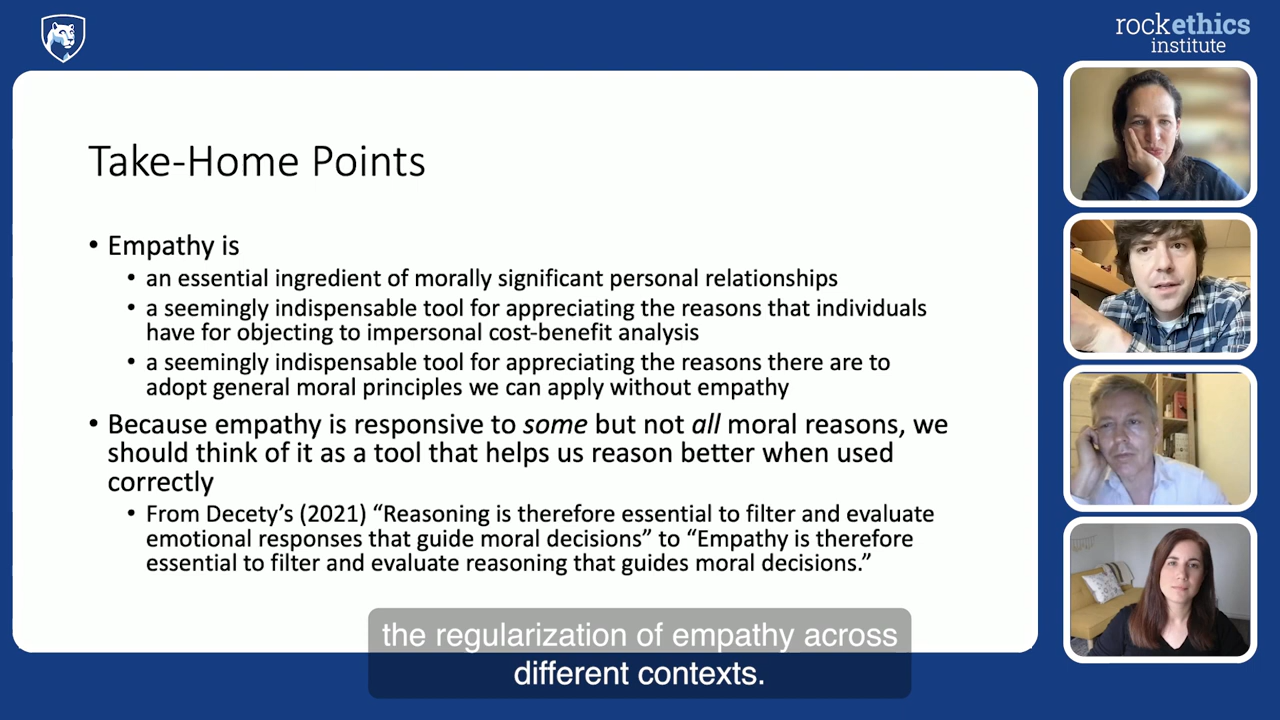 rockethics
institute
Take-Home Points
• Empathy is
• an essential ingredient of morally significant personal relationships
• a seemingly indispensable tool for appreciating the reasons that individuals
have for objecting to impersonal cost-benefit analysis
• a seemingly indispensable tool for appreciating the reasons there are to
adopt general moral principles we can apply without empathy
• Because empathy is responsive to some but not all moral reasons, we
should think of it as a tool that helps us reason better when used
correctly
• From Decety’s (2021) “Reasoning is therefore essential to filter and evaluate
emotional responses that guide moral decisions” to “Empathy is therefore
essential to filter and evaluate reasoning that guides moral decisions.”
the regularization of empathy across
different contexts.